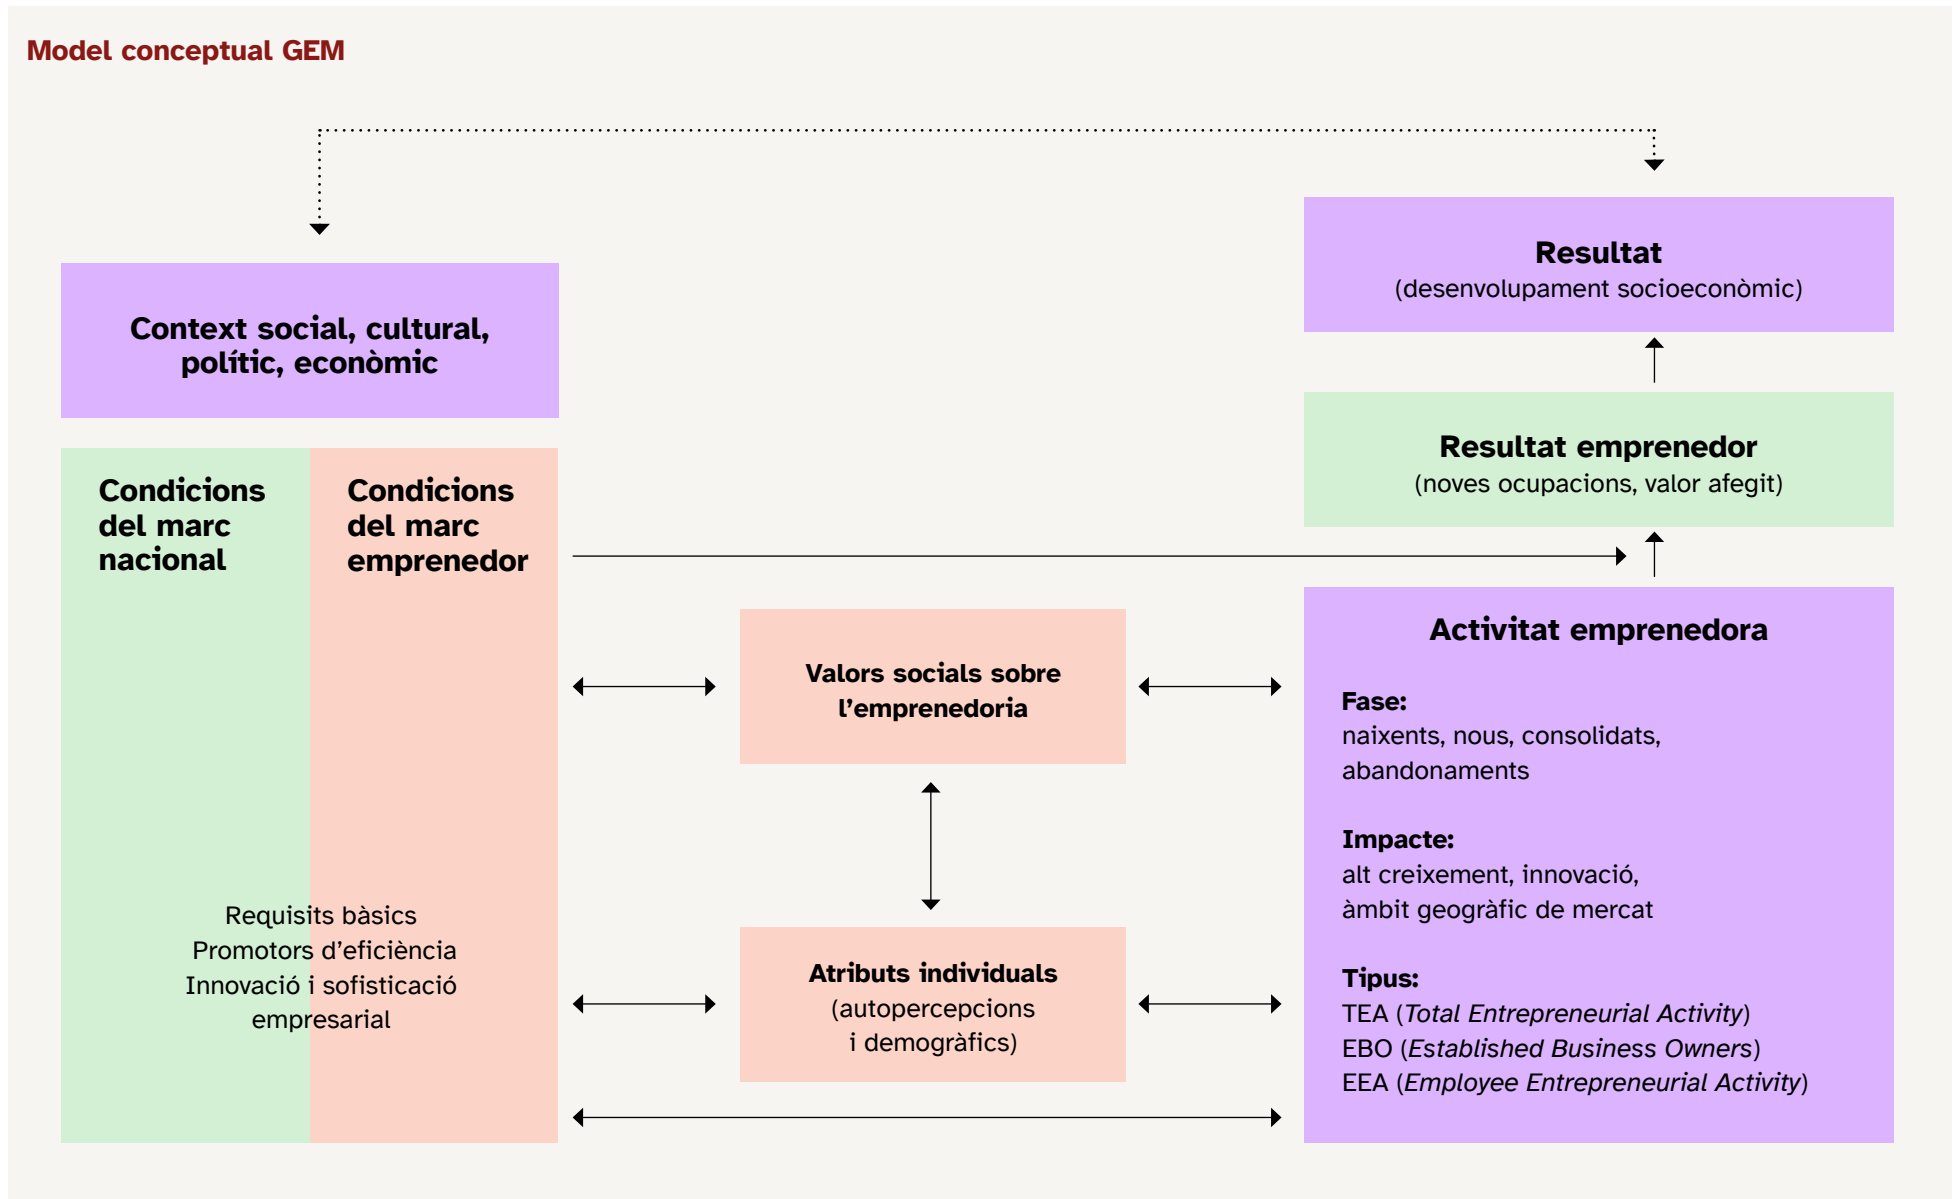 Model conceptual GEM
Context social, cultural,
polític, econòmic
Condicions
del marc
nacional
Condicions
del marc
emprenedor
Requisits bàsics
Promotors d’eficiència
Innovació i sofisticació
empresarial
Valors socials sobre
l’emprenedoria
Atributs individuals
(autopercepcions
i demogràfics)
Resultat
(desenvolupament socioeconòmic)
Resultat emprenedor
(noves ocupacions, valor afegit)
Activitat emprenedora
Fase:
naixents, nous, consolidats,
abandonaments
Impacte:
alt creixement, innovació,
àmbit geogràfic de mercat
Tipus:
TEA (Total Entrepreneurial Activity)
EBO (Established Business Owners)
EEA (Employee Entrepreneurial Activity)